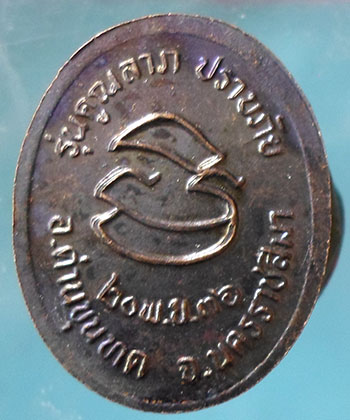 รุ่นคูณลาภ ปราบภัย
๒๐พ.ย.๓๖
อ.ด่านขุนทด จ.นครราชสีมา